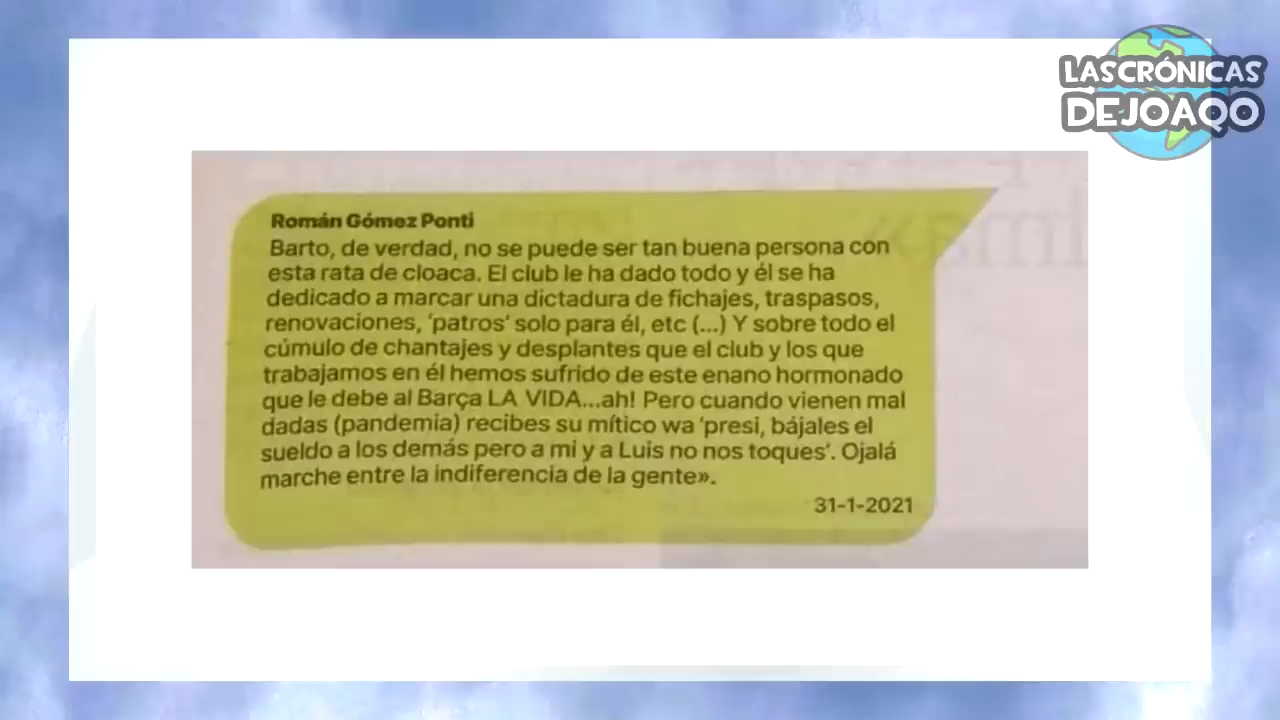 LAS CRÓNICAS
DE JOAQO
Román Gómez Ponti
Barto, de verdad, no se puede ser tan buena persona con
esta rata de cloaca. El club le ha dado todo y él se ha
dedicado a marcar una dictadura de fichajes, traspasos,
renovaciones, 'patros' solo para él, etc (...) Y sobre todo el
cúmulo de chantajes y desplantes que el club y los que
trabajamos en él hemos sufrido de este enano hormonado
que le debe al Barça LA VIDA...ah! Pero cuando vienen mal
dadas (pandemia) recibes su mítico wa 'presi, bájales el
sueldo a los demás pero a mi y a Luis no nos toques'. Ojalá
marche entre la indiferencia de la gente».
31-1-2021